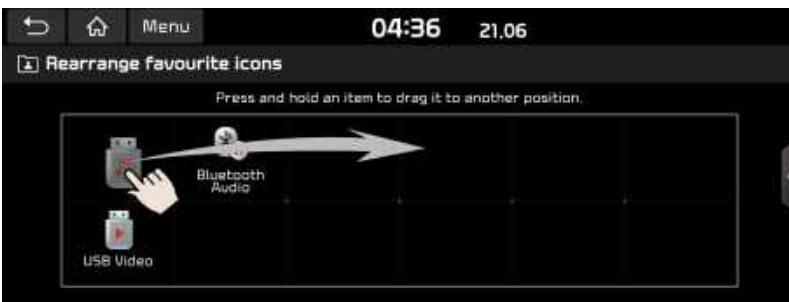 Menu
04:36
21.06
Rearrange favourite icons
Press and hold an item to drag it to another position.
Bluetooth
Audio
USB Video